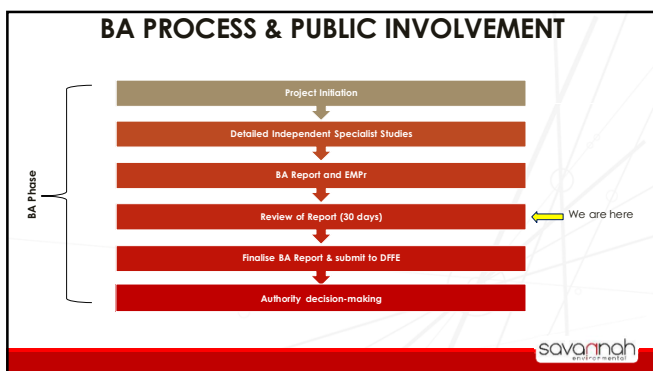 BA PROCESS & PUBLIC INVOLVEMENT
Project Initiation
Detailed Independent Specialist Studies
BA Report and EMPr
Review of Report (30 days)
We are here
Finalise BA Report & submit to DFFE
Authority decision-making
BA Phase
savannah
environmental